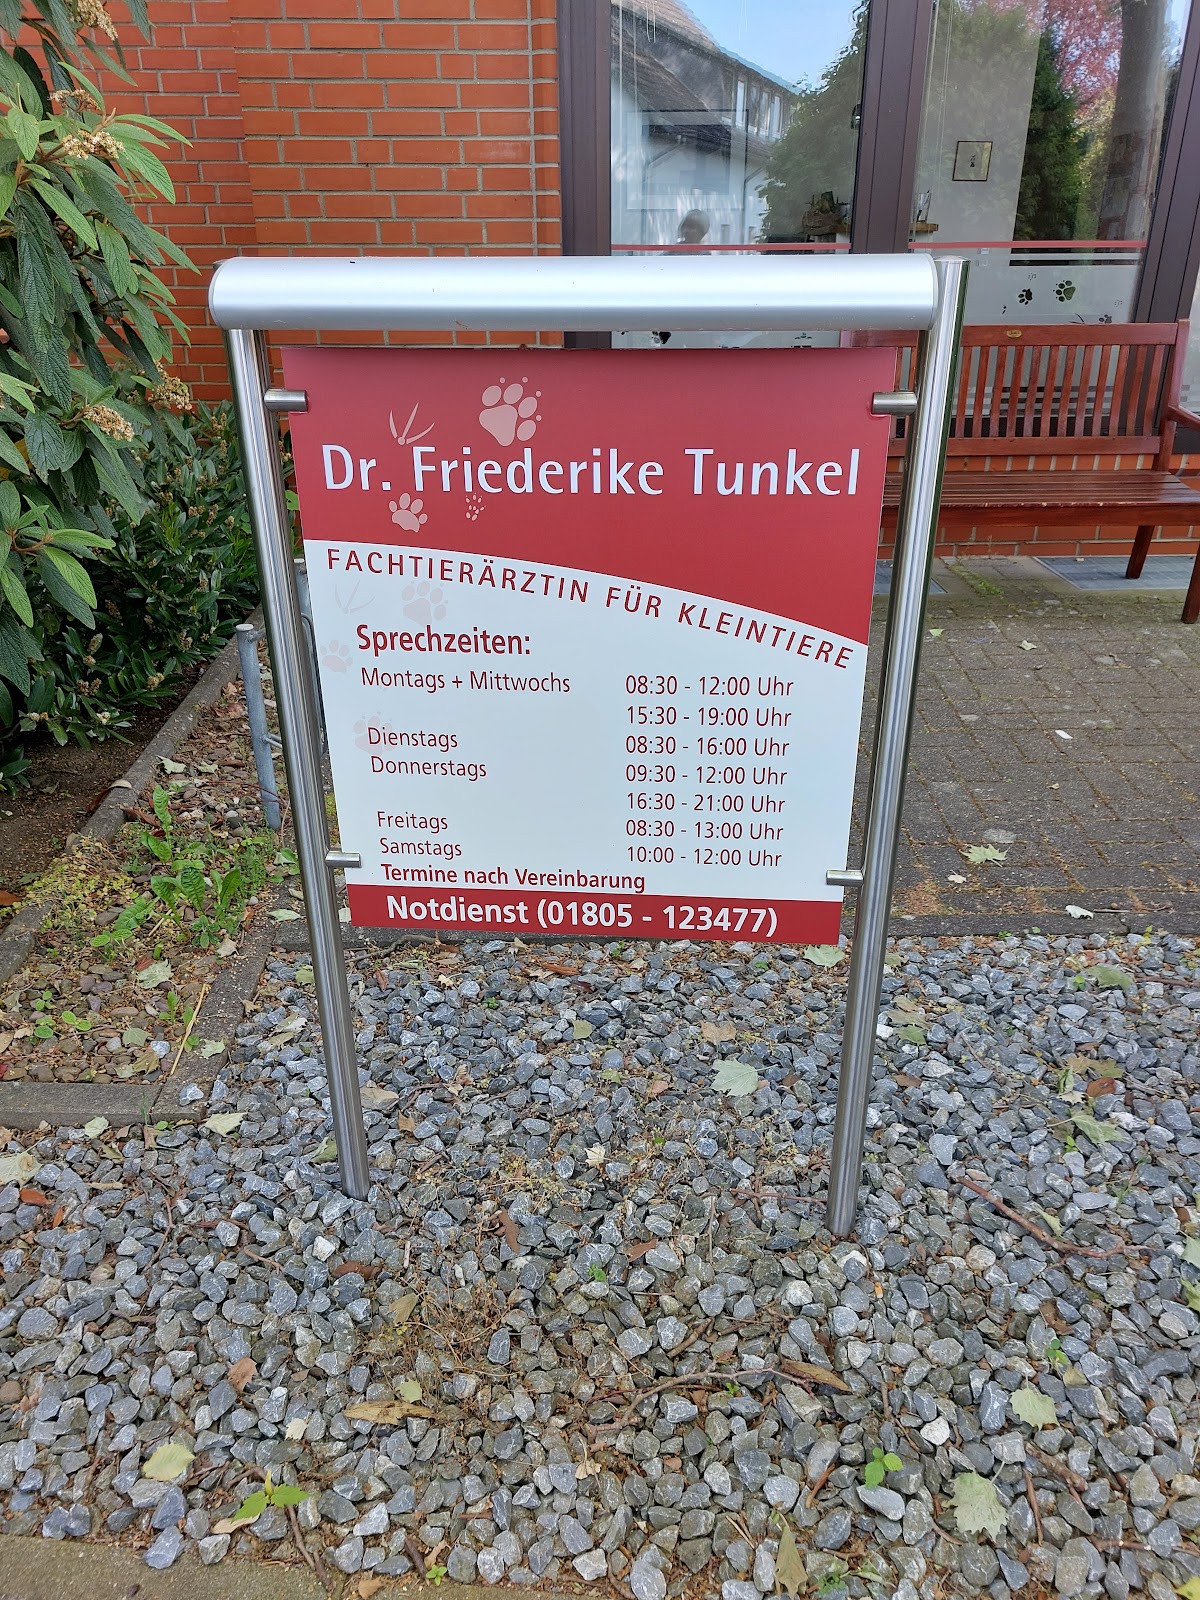 Dr. Friederike Tunkel
FACHTIERÄRZTIN FÜR KLEINTIERE
Sprechzeiten:
Montags + Mittwochs 08:30 - 12:00 Uhr
15:30 - 19:00 Uhr
Dienstags 08:30 - 16:00 Uhr
Donnerstags 09:30 - 12:00 Uhr
16:30 - 21:00 Uhr
Freitags 08:30 - 13:00 Uhr
Samstags 10:00 - 12:00 Uhr
Termine nach Vereinbarung
Notdienst (01805 - 123477)